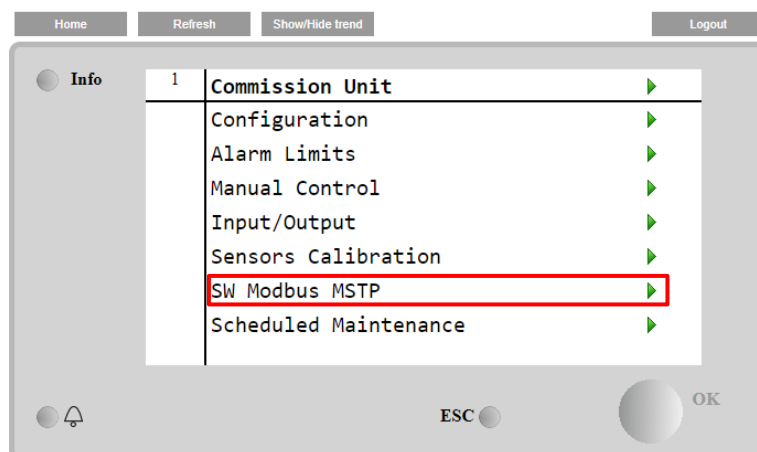 Home Refresh Show/Hide trend Logout
Info
1 Commission Unit
Configuration
Alarm Limits
Manual Control
Input/Output
Sensors Calibration
SW Modbus MSTP
Scheduled Maintenance
ESC OK